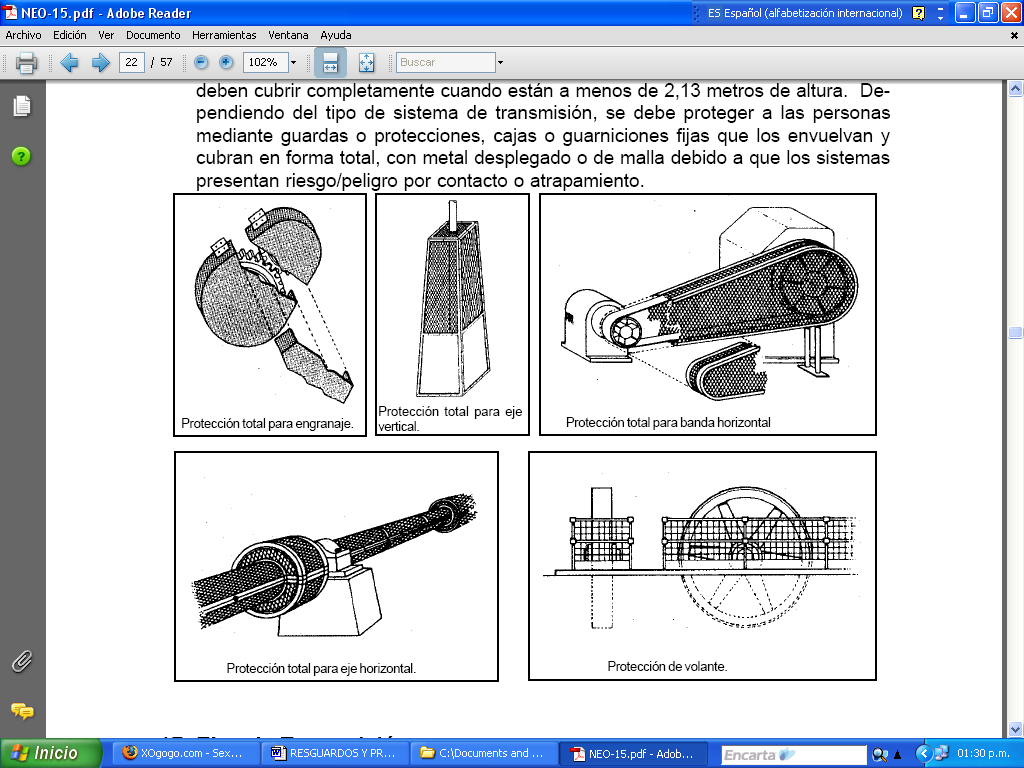 NEO-15.pdf - Adobe Reader
ES Español (alfabetización internacional)
Archivo Edición Ver Documento Herramientas Ventana Ayuda
22 / 57 102% Buscar
deben cubrir completamente cuando están a menos de 2,13 metros de altura. De-
pendiendo del tipo de sistema de transmisión, se debe proteger a las personas
mediante guardas o protecciones, cajas o guarniciones fijas que los envuelvan y
cubran en forma total, con metal desplegado o de malla debido a que los sistemas
presentan riesgo/peligro por contacto o atrapamiento.
Protección total para engranaje.
Protección total para eje
vertical.
Protección total para banda horizontal
Protección total para eje horizontal.
Protección de volante.
Inicio
XOgogo.com - Sex...
RESGUARDOS Y PR...
C:\Documents and ...
NEO-15.pdf - Adob...
Encarta
01:30 p.m.